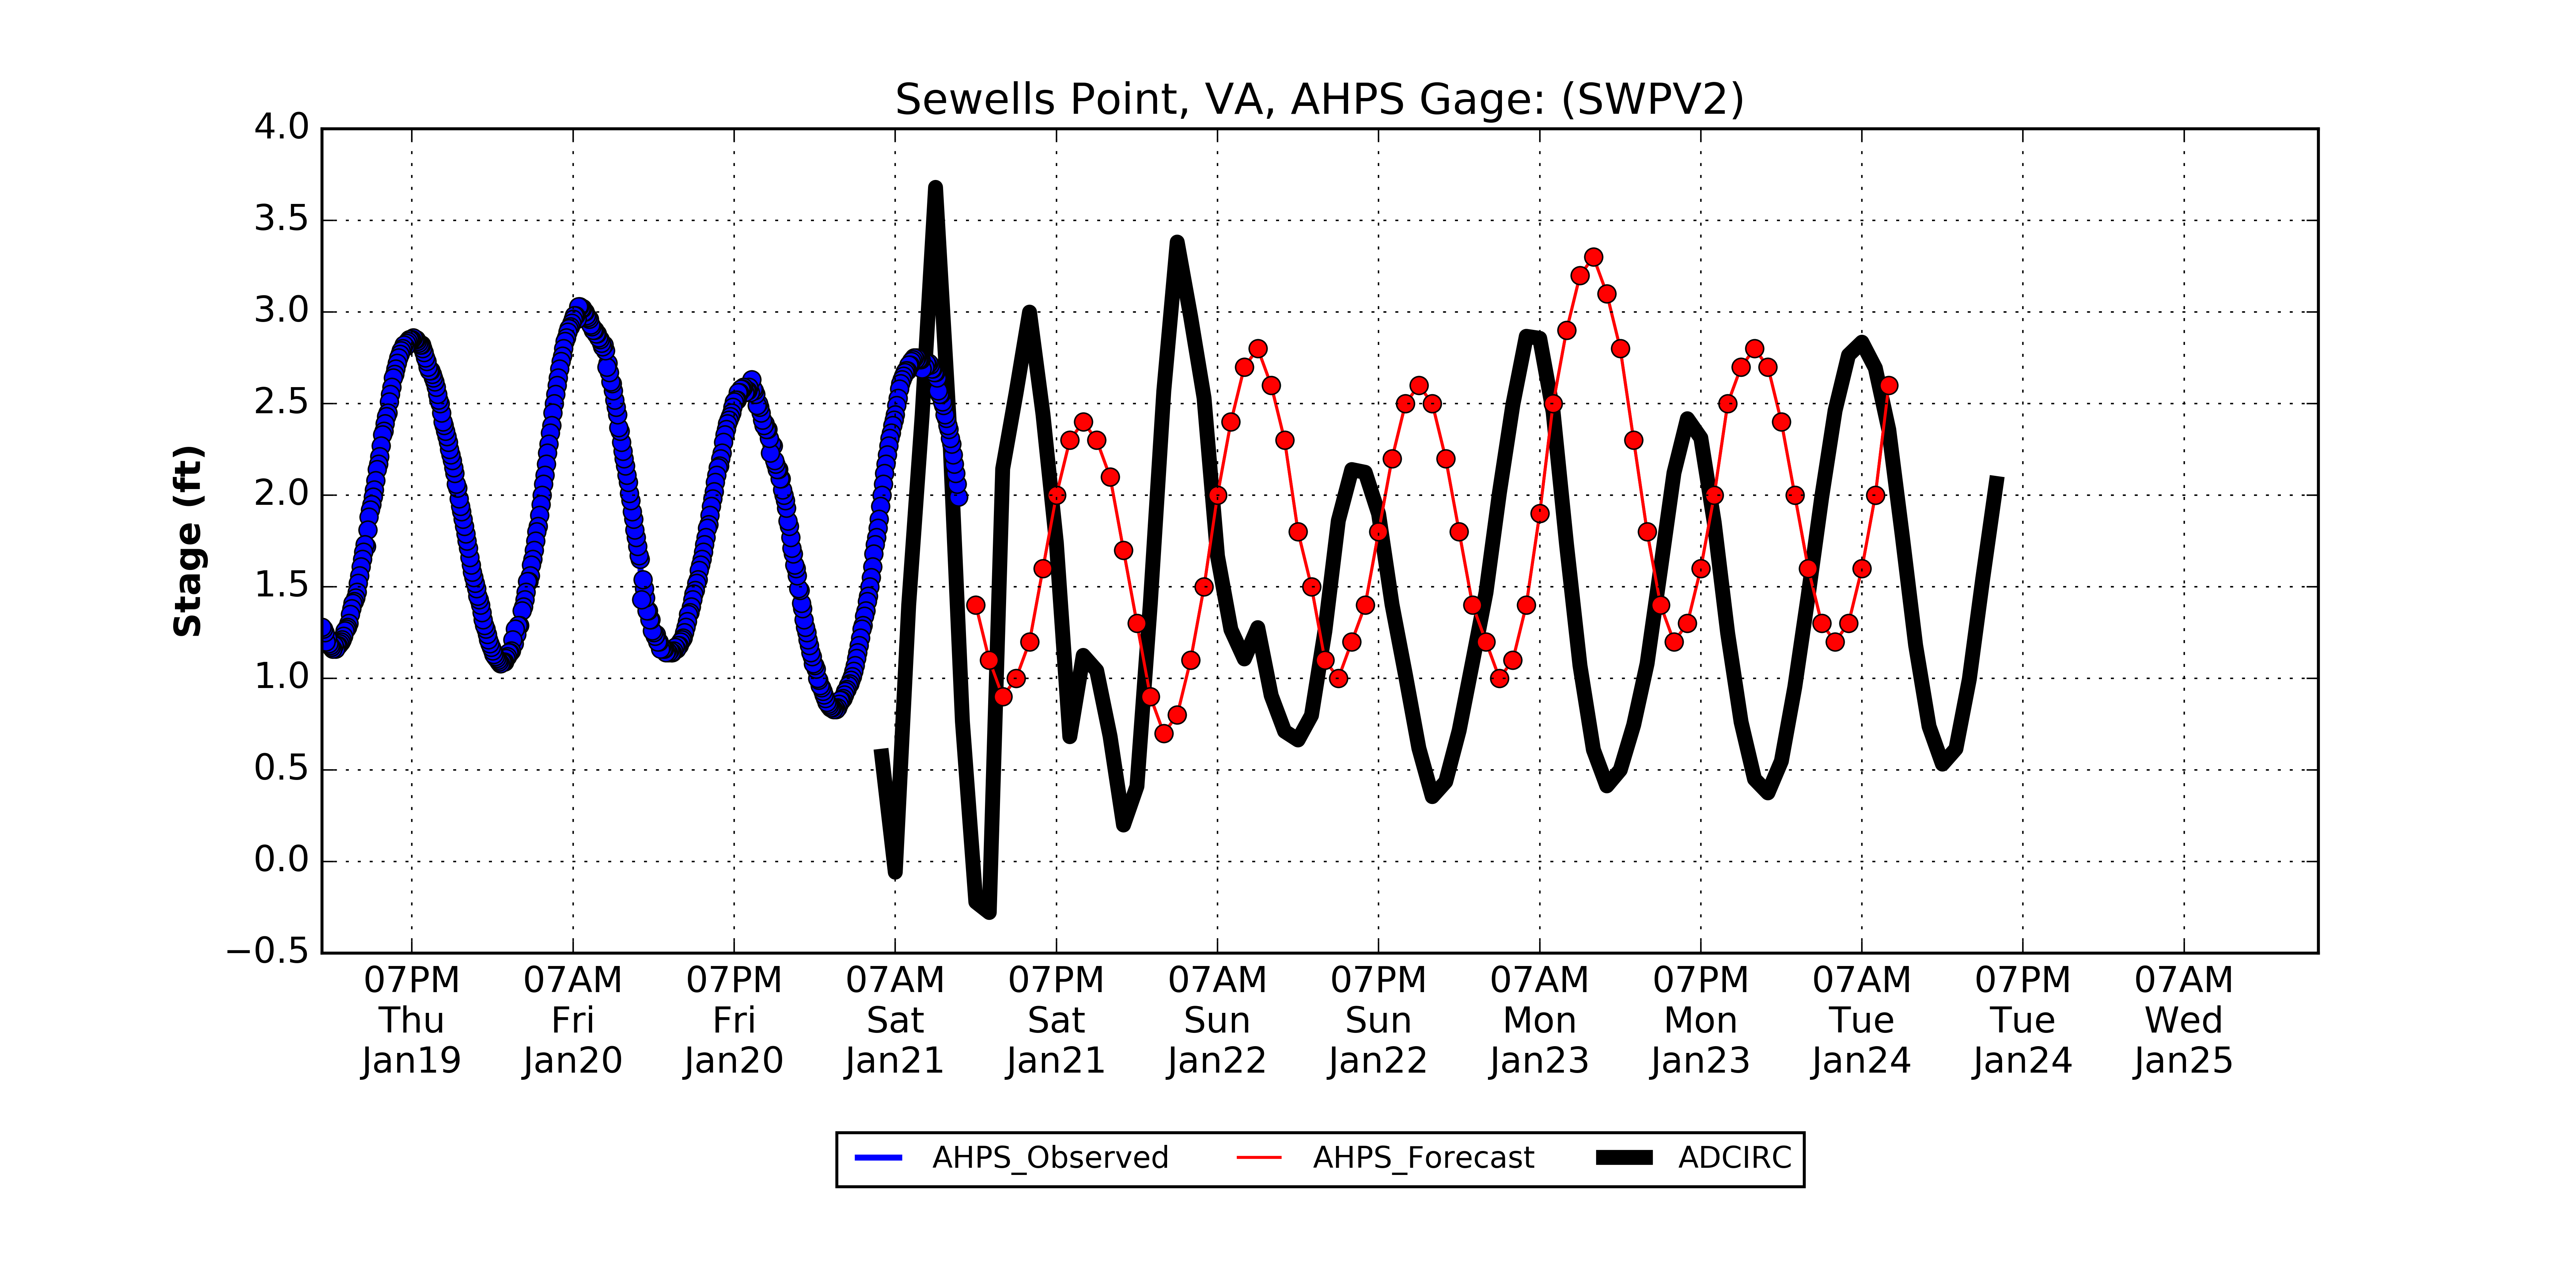 Sewells Point, VA, AHPS Gage: (SWPV2)
4.0
3.5
3.0
2.5
2.0
1.5
1.0
0.5
0.0
−0.5
Stage (ft)
07PM 07AM 07PM 07AM 07PM 07AM 07PM 07AM 07PM 07AM 07PM 07AM
Thu Fri Fri Sat Sat Sun Sun Mon Mon Tue Tue Wed
Jan19 Jan20 Jan20 Jan21 Jan21 Jan22 Jan22 Jan23 Jan23 Jan24 Jan24 Jan25
AHPS_Observed AHPS_Forecast ADCIRC